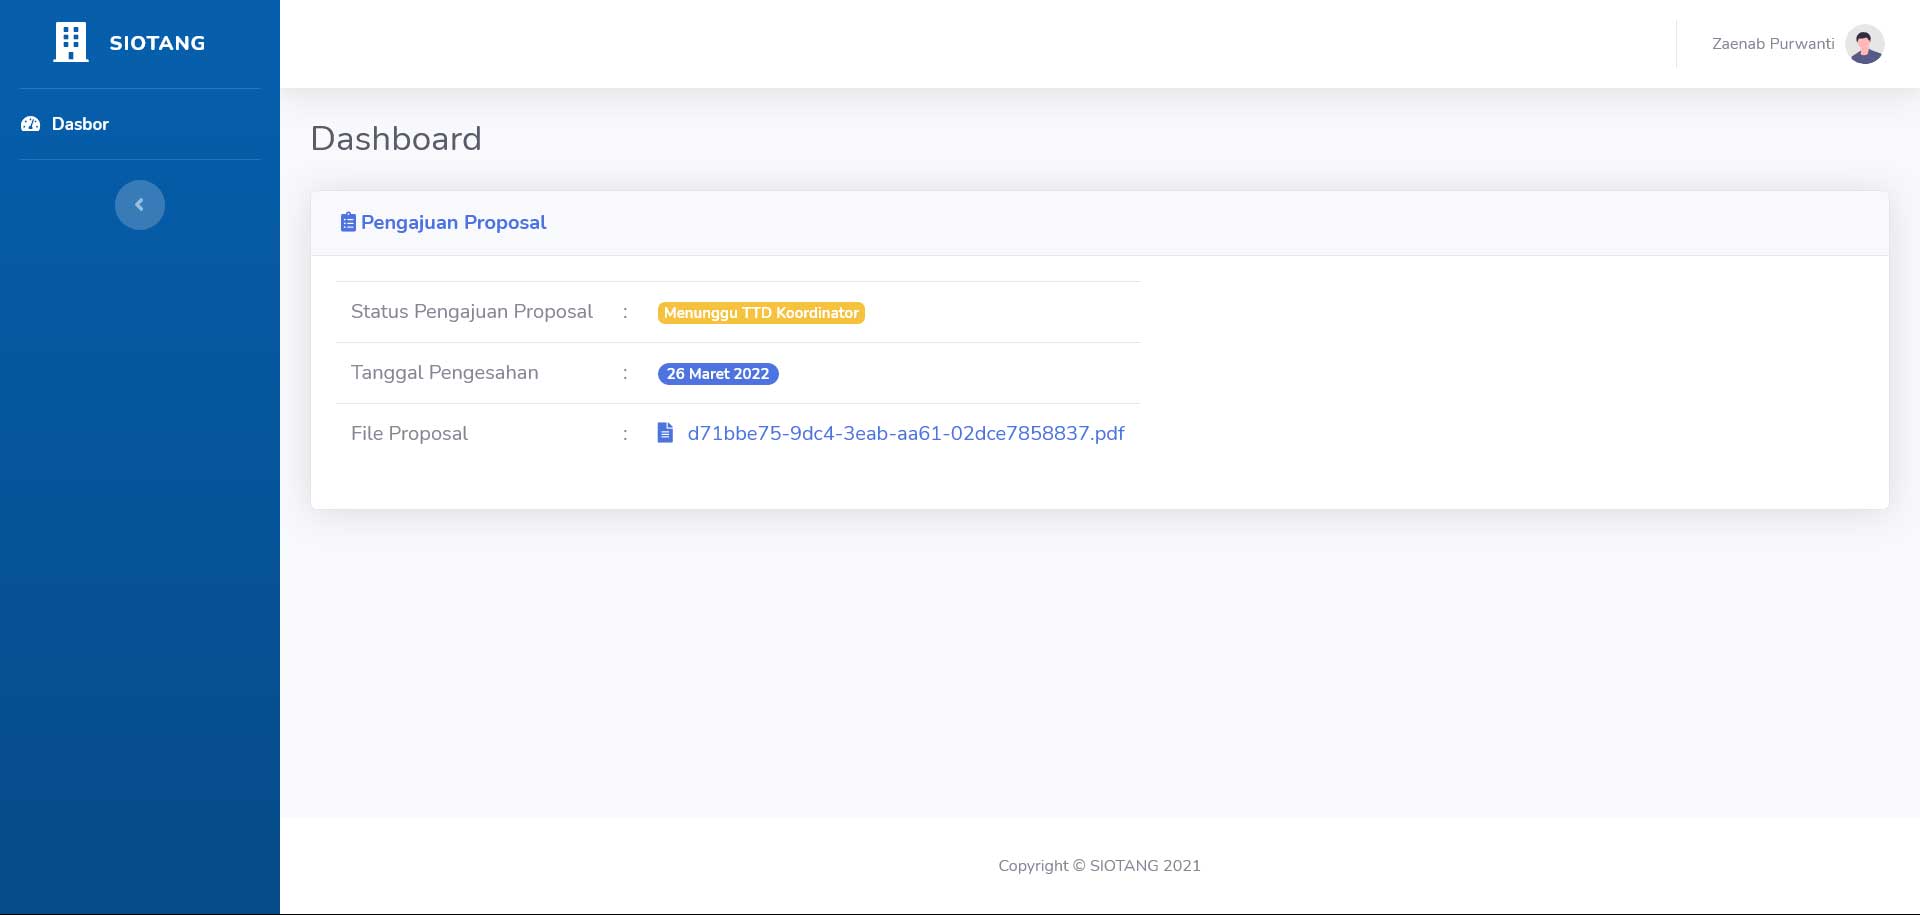 SIOTANG
Zaenab Purwanti
Dasbor
Dashboard
Pengajuan Proposal
Status Pengajuan Proposal : Menunggu TTD Koordinator
Tanggal Pengesahan : 26 Maret 2022
File Proposal : d71bbe75-9dc4-3eab-aa61-02dce7858837.pdf
Copyright © SIOTANG 2021